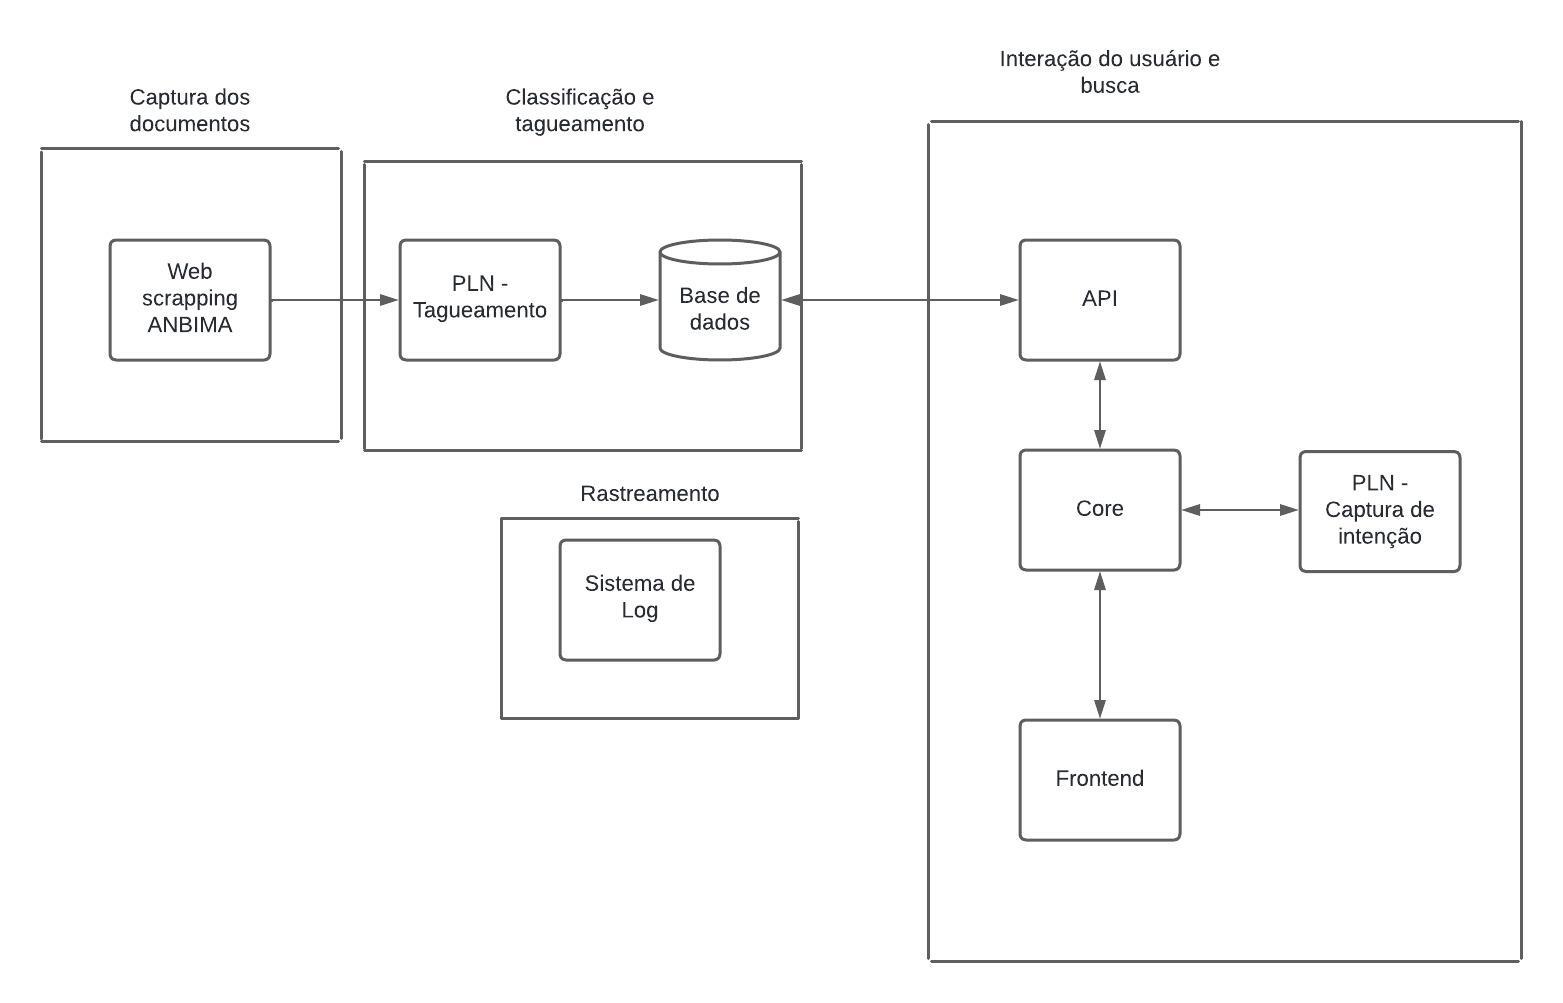 Captura dos
documentos
Web
scrapping
ANBIMA
Classificação e
tagueamento
PLN -
Tagueamento
Base de
dados
Rastreamento
Sistema de
Log
Interação do usuário e
busca
API
Core
PLN -
Captura de
intenção
Frontend